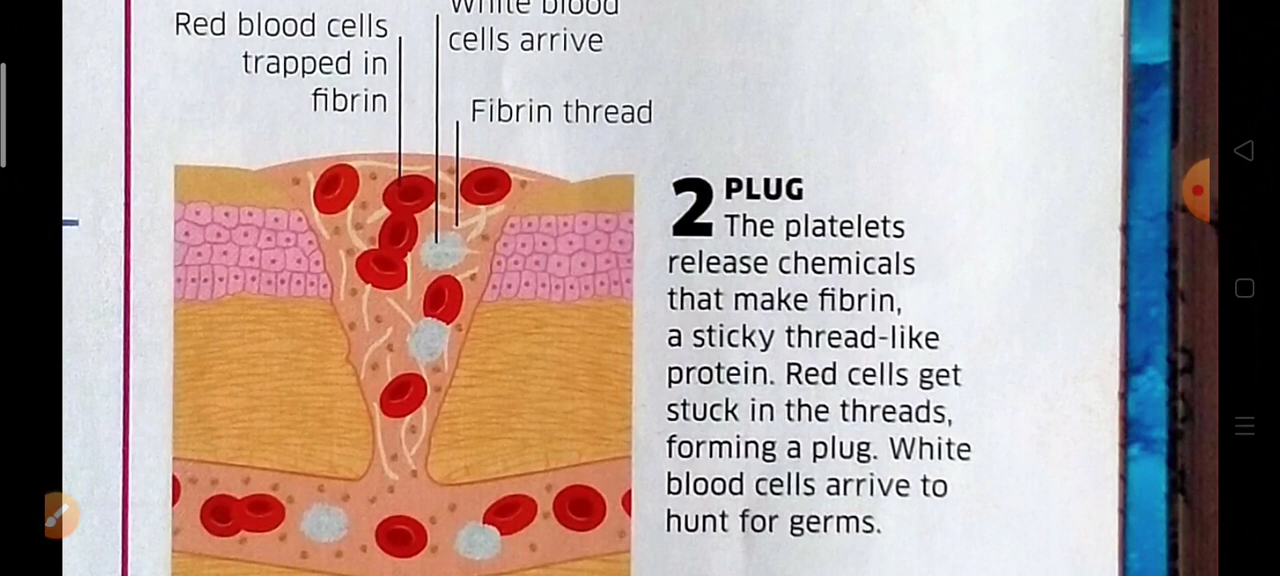 Red blood cells
trapped in
fibrin
White blood
cells arrive
Fibrin thread
2 PLUG
The platelets
release chemicals
that make fibrin,
a sticky thread-like
protein. Red cells get
stuck in the threads,
forming a plug. White
blood cells arrive to
hunt for germs.